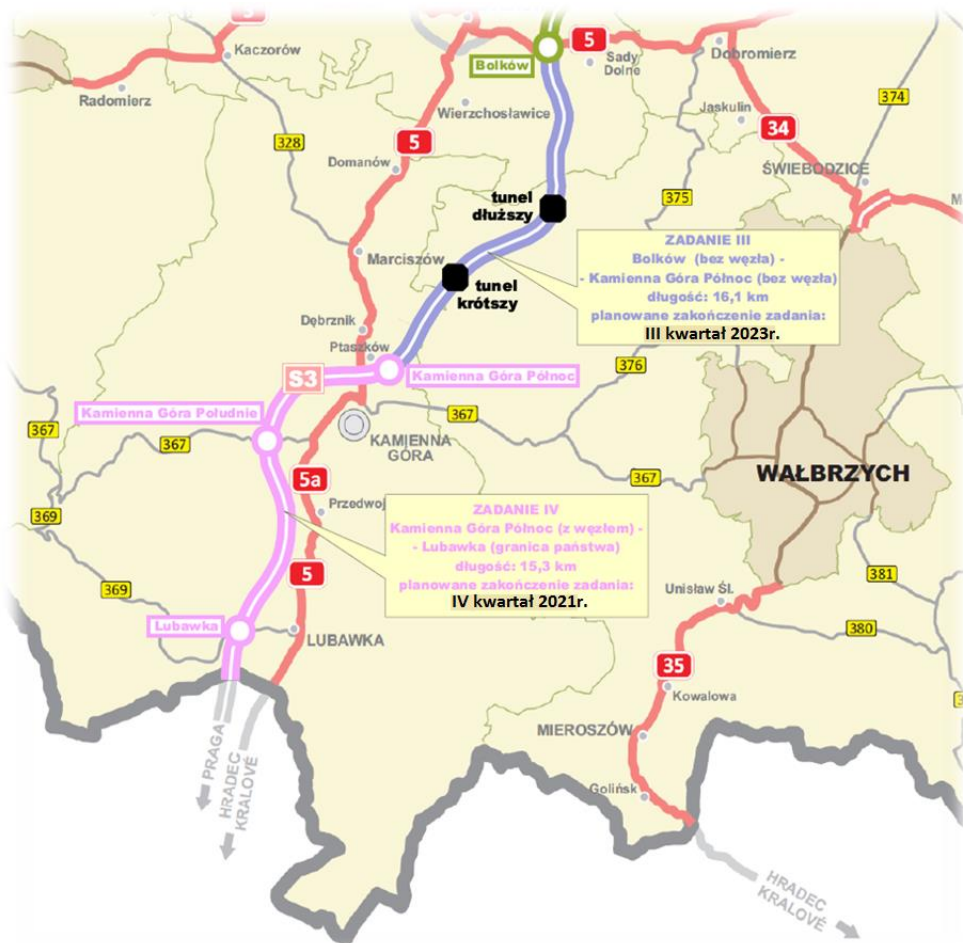 3
5
Kaczorów
Bolków
Sady
Dolne
Dobromierz
Radomierz
Wierzchosławice
Jaskulin
374
328
5
34
Domanów
ŚWIEBODZICE
tunel
dłuższy
375
Marciszów
ZADANIE III
Bolków (bez węzła) -
- Kamienna Góra Północ (bez węzła)
długość: 16,1 km
planowane zakończenie zadania:
III kwartał 2023r.
tunel
krótszy
Dębrznik
Ptaszków
376
S3
Kamienna Góra Północ
Kamienna Góra Południe
367
367
367
KAMIENNA
GÓRA
367
WAŁBRZYCH
5a
Przedwoj
369
ZADANIE IV
Kamienna Góra Północ (z węzłem) -
- Lubawka (granica państwa)
długość: 15,3 km
planowane zakończenie zadania:
IV kwartał 2021r.
5
369
381
Unisław Śl.
Lubawka
LUBAWKA
380
35
Kowalowa
MIEROSZÓW
PRAGA
HRADEC
KRALOVÉ
Golińsk
HRADEC
KRALOVÉ